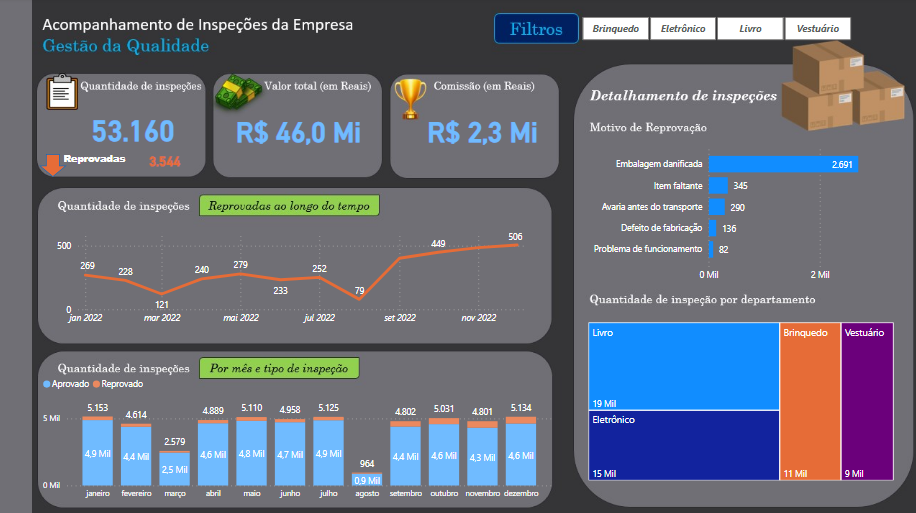 Acompanhamento de Inspeções da Empresa
Gestão da Qualidade
Filtros
Brinquedo
Eletrônico
Livro
Vestuário
Quantidade de inspeções
53.160
Reprovadas
3.544
Valor total (em Reais)
R$ 46,0 Mi
Comissão (em Reais)
R$ 2,3 Mi
Quantidade de inspeções
Reprovadas ao longo do tempo
500
0
269
228
121
240
279
233
252
79
449
506
jan 2022
mar 2022
mai 2022
jul 2022
set 2022
nov 2022
Quantidade de inspeções
Por mês e tipo de inspeção
Aprovado
Reprovado
5 Mil
0 Mil
5.153
4.614
2.579
4.889
5.110
4.958
5.125
964
4.802
5.031
4.801
5.134
4,9 Mil
4,4 Mil
2,5 Mil
4,6 Mil
4,8 Mil
4,7 Mil
4,9 Mil
0,9 Mil
4,4 Mil
4,6 Mil
4,3 Mil
4,6 Mil
janeiro
fevereiro
março
abril
maio
junho
julho
agosto
setembro
outubro
novembro
dezembro
Detalhamento de inspeções
Motivo de Reprovação
Embalagem danificada
2.691
Item faltante
345
Avaria antes do transporte
290
Defeito de fabricação
136
Problema de funcionamento
82
0 Mil
2 Mil
Quantidade de inspeção por departamento
Livro
19 Mil
Eletrônico
15 Mil
Brinquedo
11 Mil
Vestuário
9 Mil